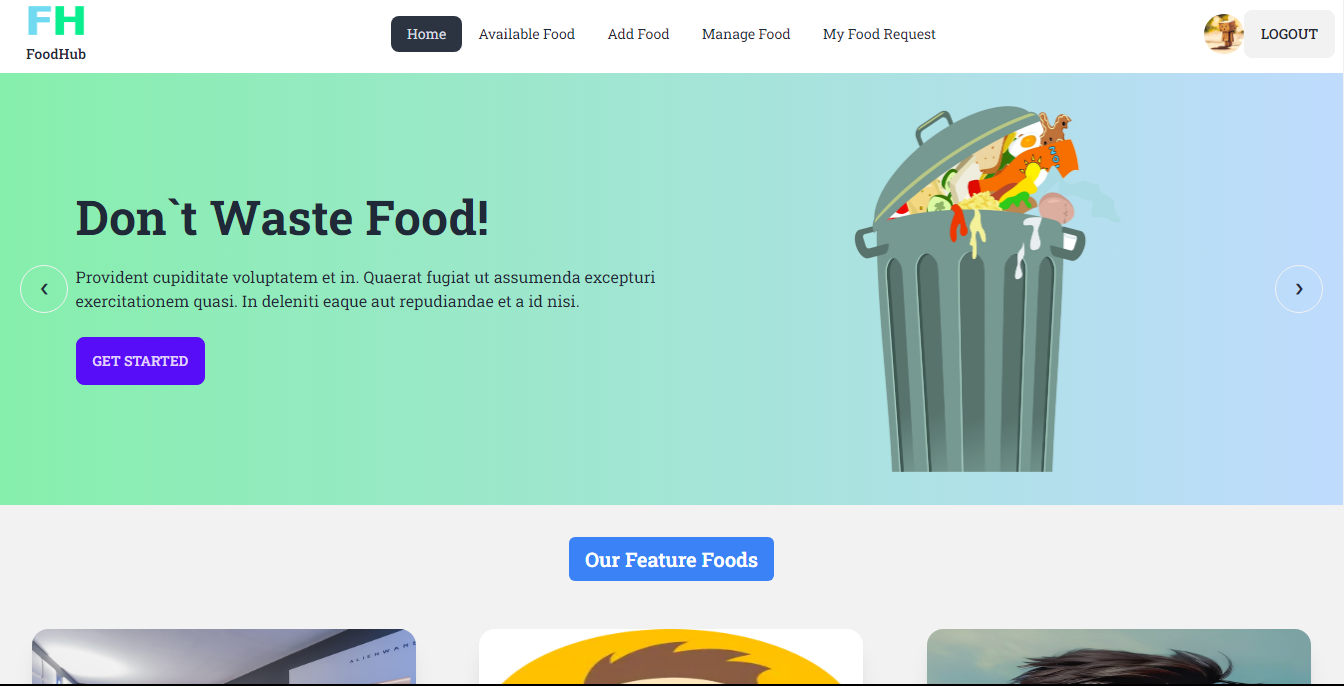 FH
FoodHub
Home
Available Food
Add Food
Manage Food
My Food Request
LOGOUT
Don`t Waste Food!
Provident cupiditate voluptatem et in. Quaerat fugiat ut assumenda excepturi
exercitationem quasi. In deleniti eaque aut repudiandae et a id nisi.
GET STARTED
Our Feature Foods
ALIENWARE